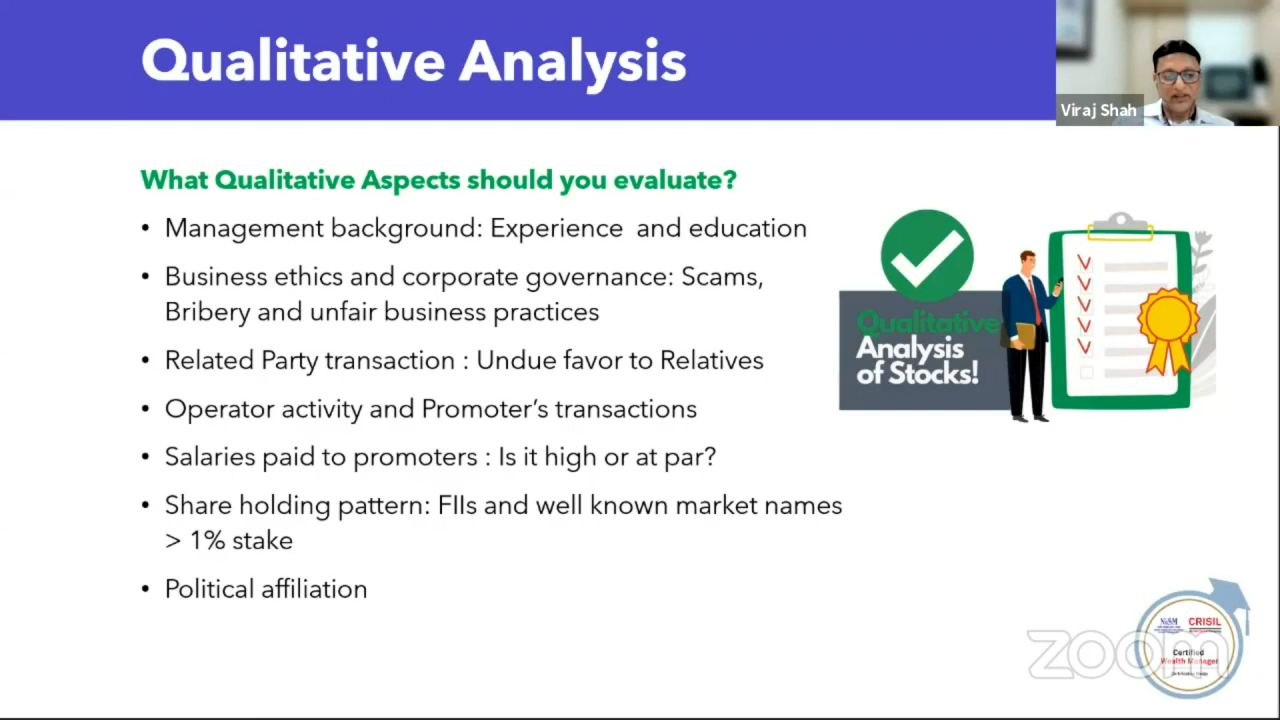 Qualitative Analysis
Viraj Shah
What Qualitative Aspects should you evaluate?
• Management background: Experience and education
• Business ethics and corporate governance: Scams,
Bribery and unfair business practices
• Related Party transaction : Undue favor to Relatives
• Operator activity and Promoter’s transactions
• Salaries paid to promoters : Is it high or at par?
• Share holding pattern: FIIs and well known market names
> 1% stake
• Political affiliation
Qualitative
Analysis
of Stocks!
NISM
CRISIL
Certified
Wealth Manager
zoom